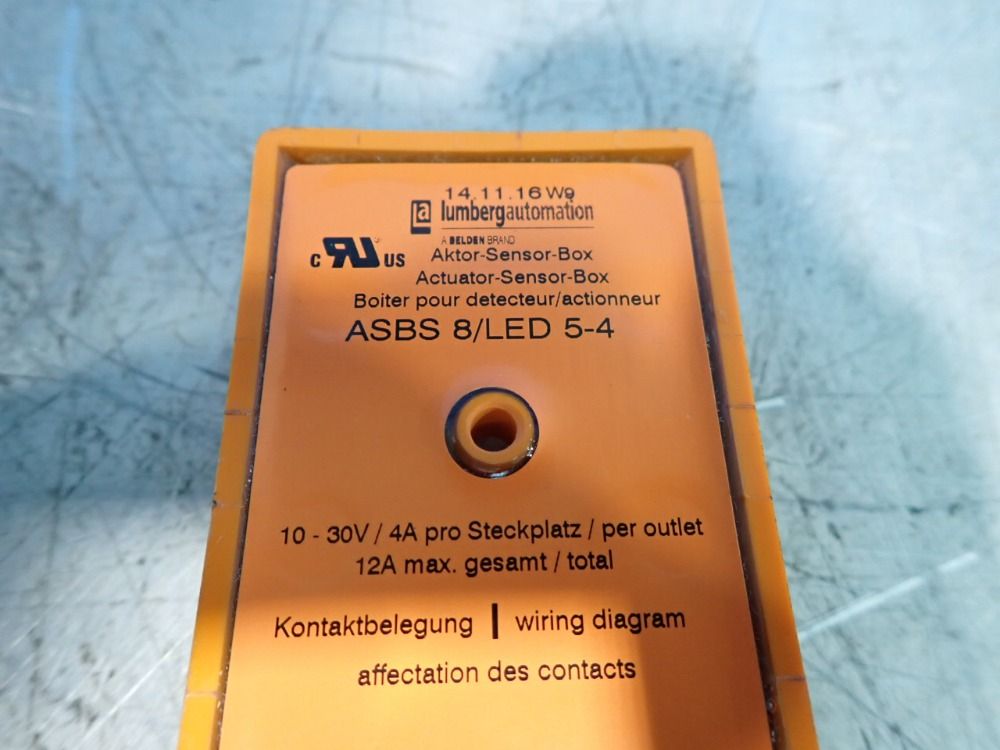 14.11.16 W9
lumbergautomation
A BELDEN BRAND
c RU US
Aktor-Sensor-Box
Actuator-Sensor-Box
Boiter pour detecteur/actionneur
ASBS 8/LED 5-4
10 - 30V / 4A pro Steckplatz / per outlet
12A max. gesamt / total
Kontaktbelegung | wiring diagram
affectation des contacts